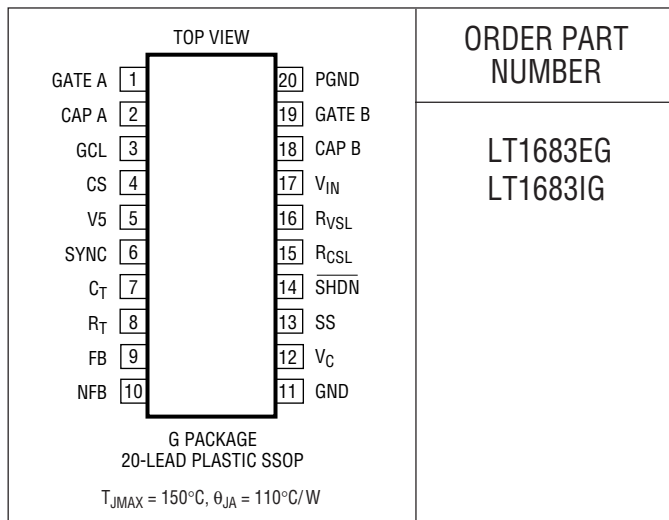 TOP VIEW
GATE A 1
CAP A 2
GCL 3
CS 4
V5 5
SYNC 6
CT 7
RT 8
FB 9
NFB 10
20 PGND
19 GATE B
18 CAP B
17 VIN
16 RVSL
15 RCSL
14 SHDN
13 SS
12 VC
11 GND
G PACKAGE
20-LEAD PLASTIC SSOP
TJMAX = 150°C, θJA = 110°C/W
ORDER PART
NUMBER
LT1683EG
LT1683IG